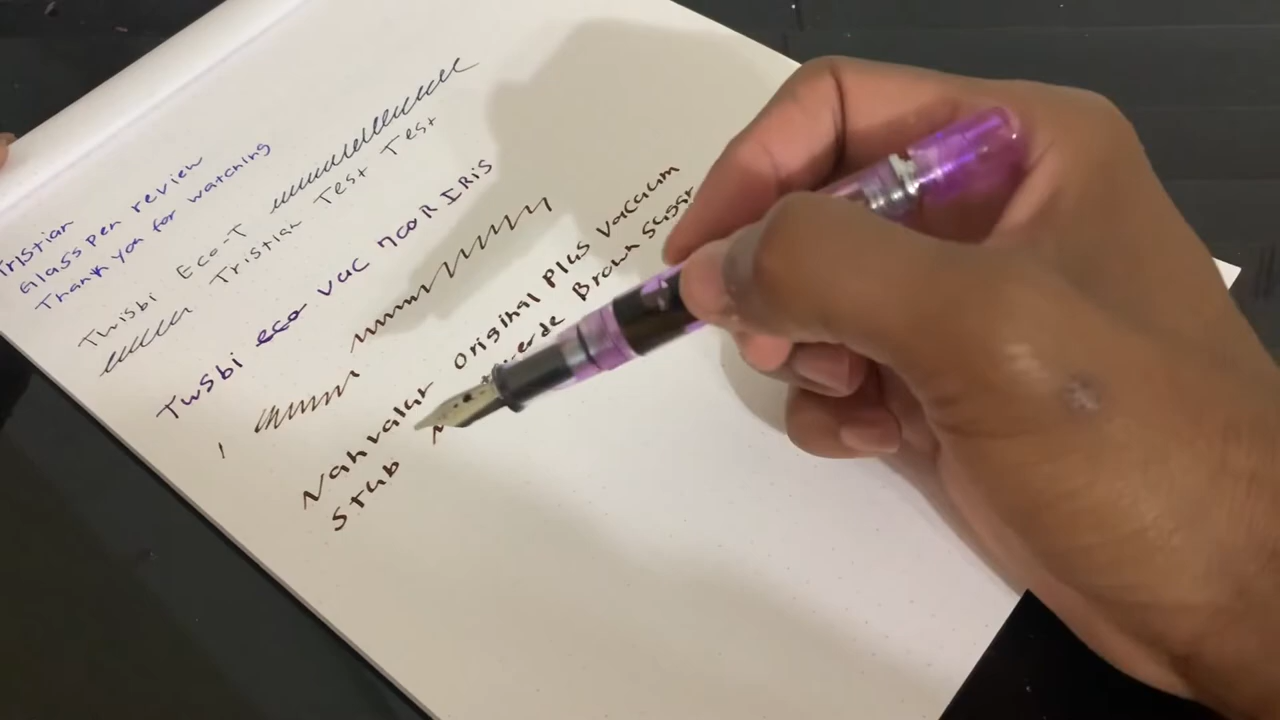 Tristian
Glass pen review
Thank you for watching
Twisbi Eco-T
Tristian Test Test
Twsbi eco vac 700R IRIS
Nahvalur Original Plus Vacuum
Stub Brown Sugar